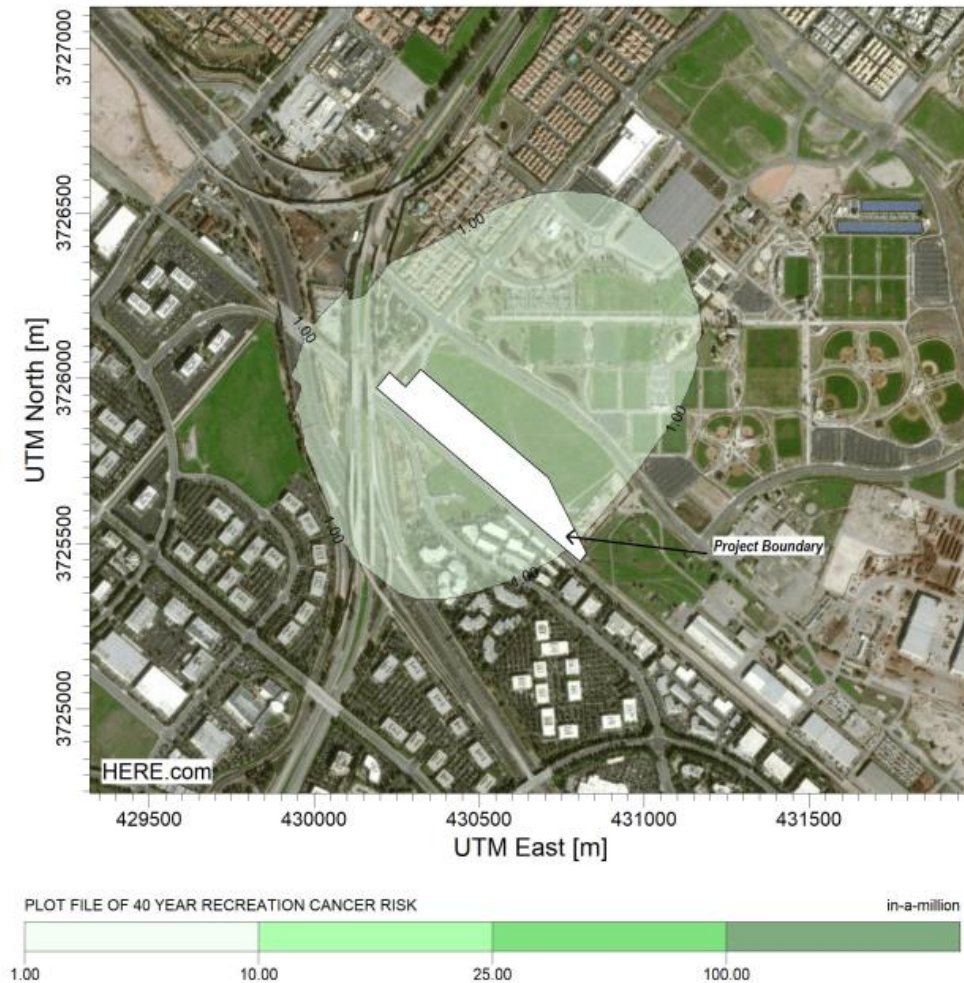 3727000
3726500
3726000
3725500
3725000
UTM North [m]
1.00
1.00
1.00
1.00
1.00
Project Boundary
HERE.com
429500 430000 430500 431000 431500
UTM East [m]
PLOT FILE OF 40 YEAR RECREATION CANCER RISK in-a-million
1.00 10.00 25.00 100.00